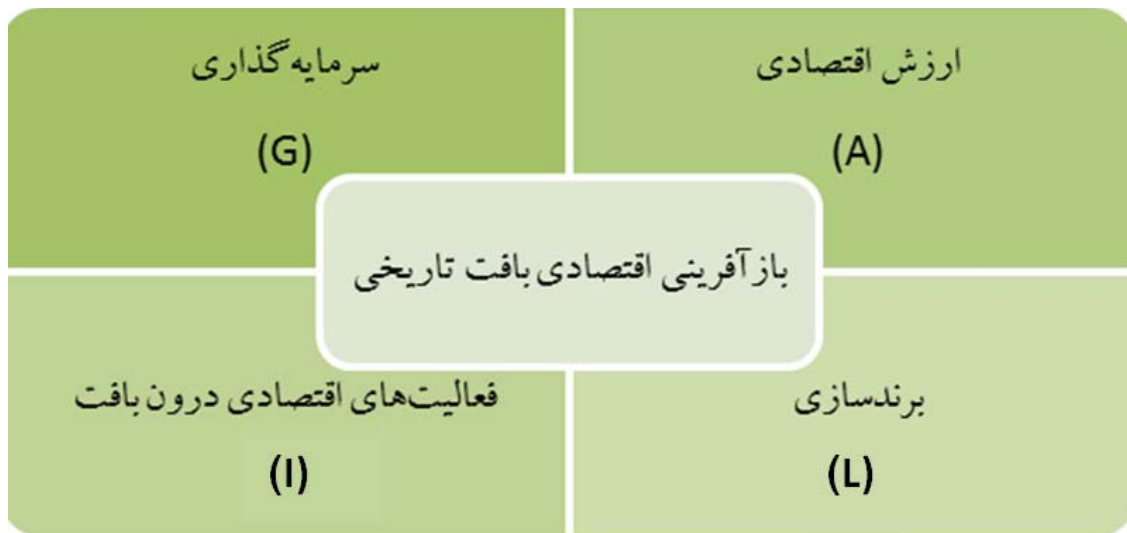 ارزش اقتصادی
(A)
سرمایه‌گذاری
(G)
بازآفرینی اقتصادی بافت تاریخی
برندسازی
(L)
فعالیت‌های اقتصادی درون بافت
(I)